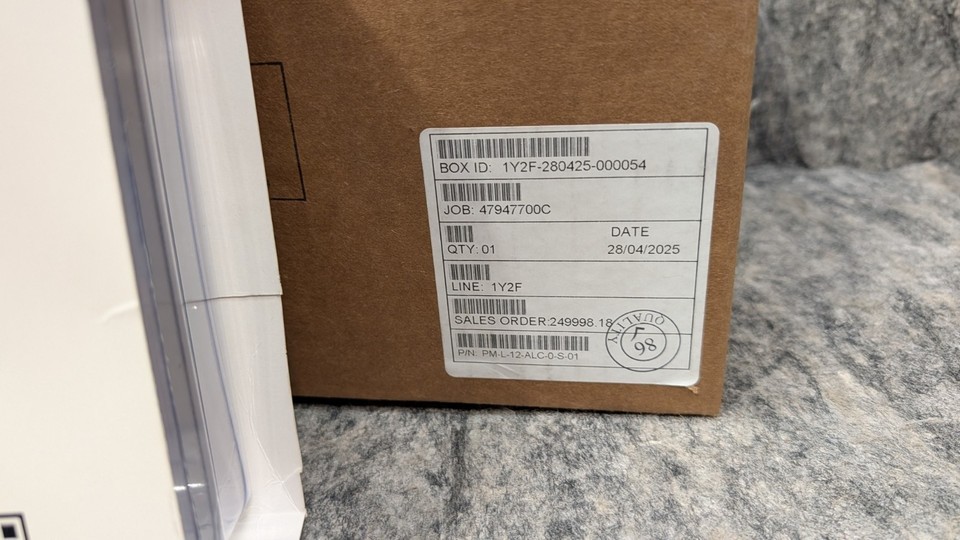 BOX ID: 1Y2F-280425-000054
JOB: 47947700C
DATE
QTY: 01 28/04/2025
LINE: 1Y2F
SALES ORDER:249998.18
P/N: PM-L-12-ALC-0-S-01
QUALITY
86